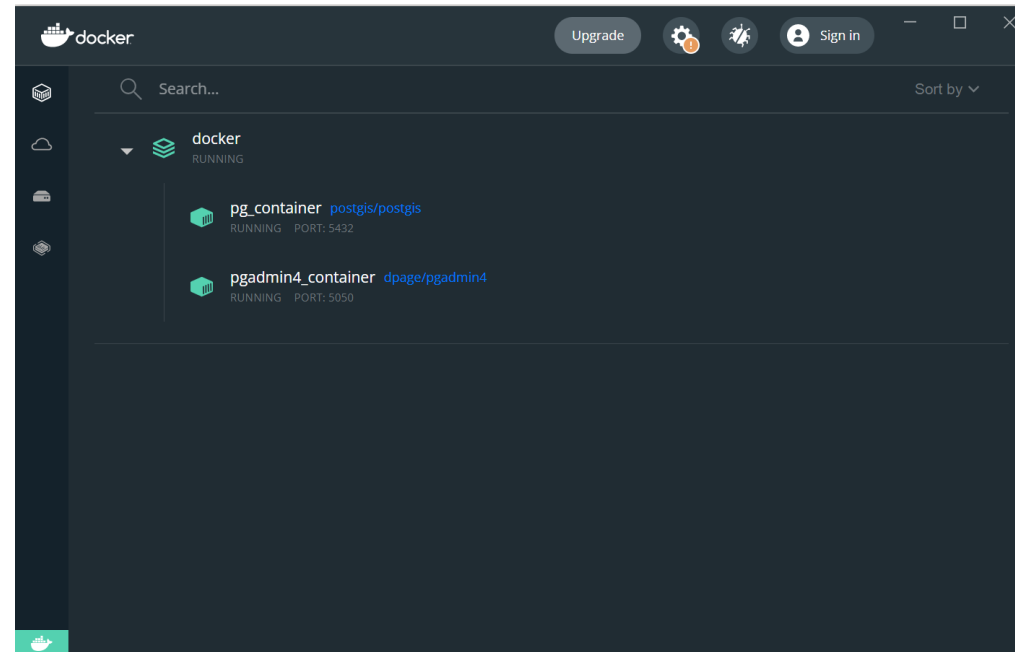 docker
Upgrade
Sign in
Search...
Sort by
docker
RUNNING
pg_container postgis/postgis
RUNNING PORT: 5432
pgadmin4_container dpage/pgadmin4
RUNNING PORT: 5050